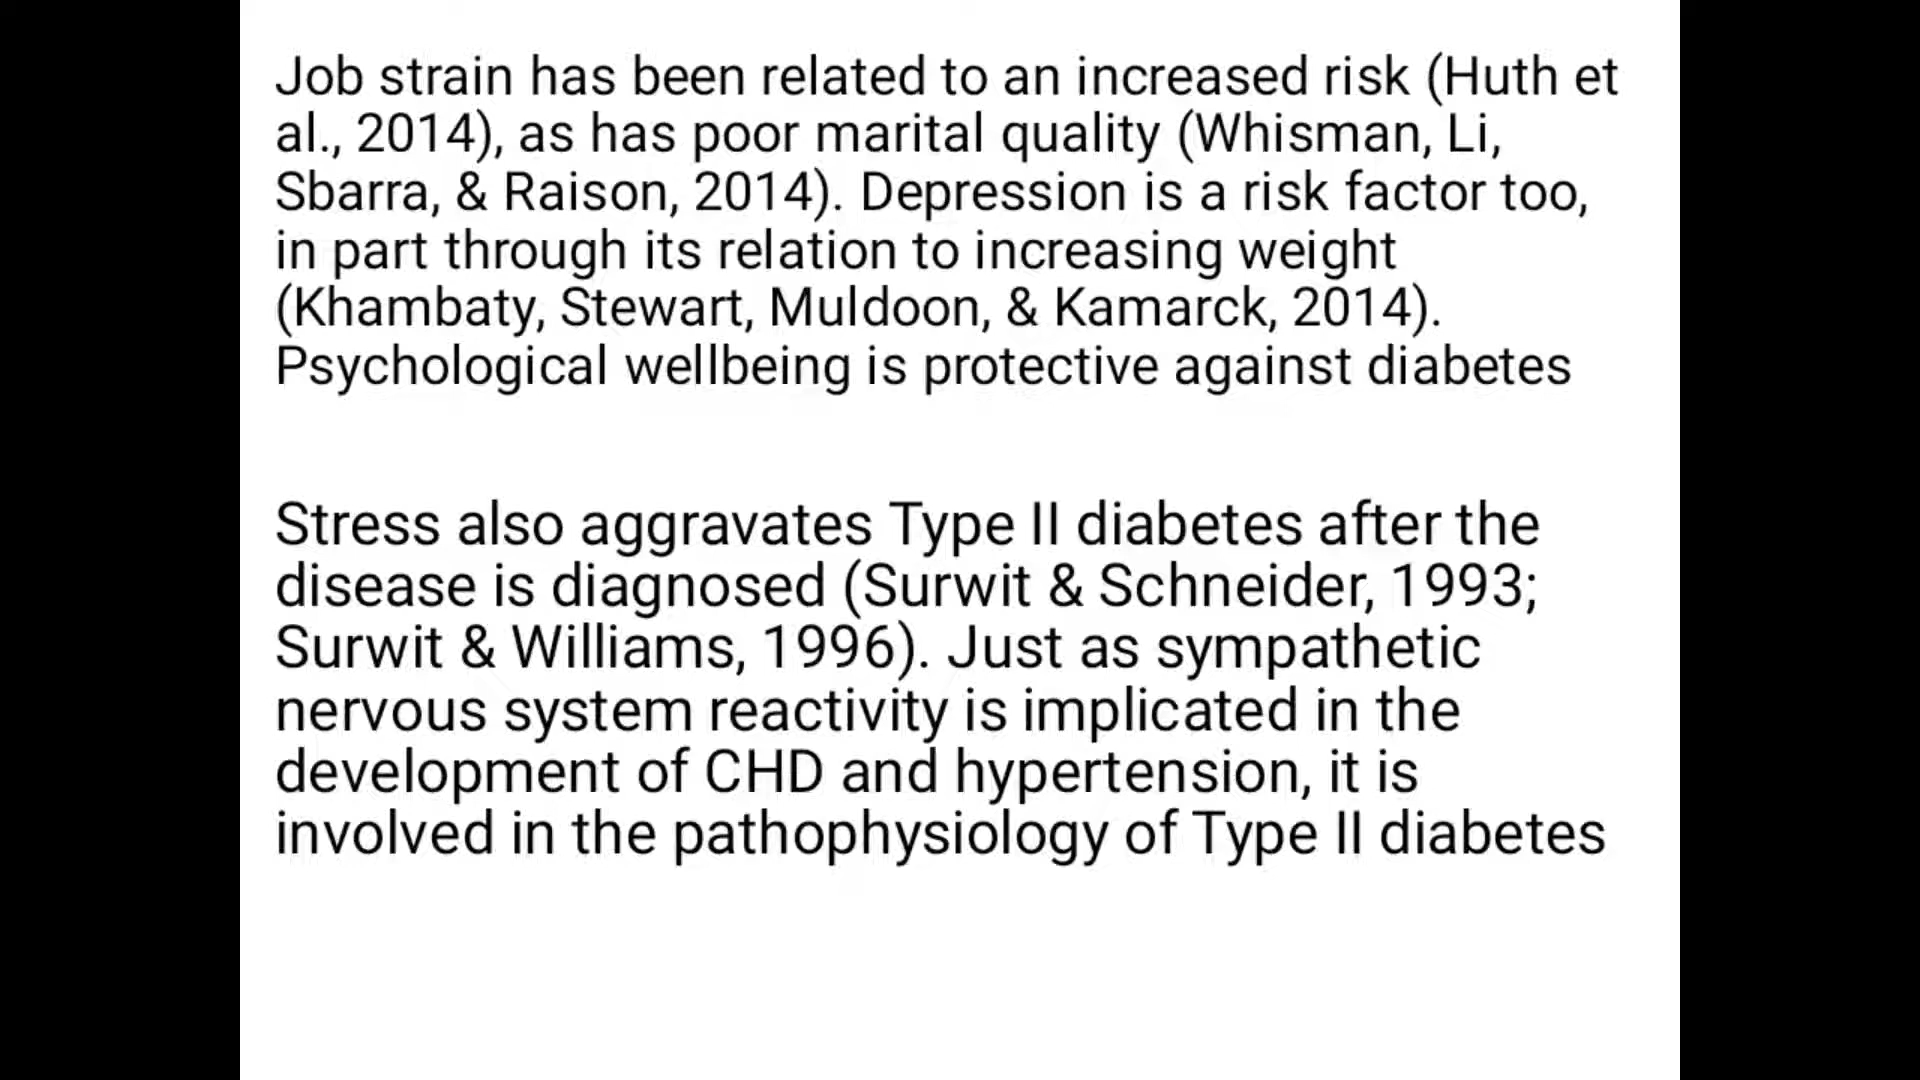 Job strain has been related to an increased risk (Huth et
al., 2014), as has poor marital quality (Whisman, Li,
Sbarra, & Raison, 2014). Depression is a risk factor too,
in part through its relation to increasing weight
(Khambaty, Stewart, Muldoon, & Kamarck, 2014).
Psychological wellbeing is protective against diabetes
Stress also aggravates Type II diabetes after the
disease is diagnosed (Surwit & Schneider, 1993;
Surwit & Williams, 1996). Just as sympathetic
nervous system reactivity is implicated in the
development of CHD and hypertension, it is
involved in the pathophysiology of Type II diabetes